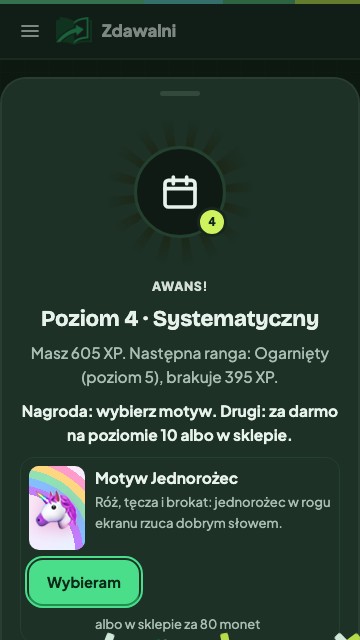 Zdawalni
4
AWANS!
Poziom 4 · Systematyczny
Masz 605 XP. Następna ranga: Ogarnięty
(poziom 5), brakuje 395 XP.
Nagroda: wybierz motyw. Drugi: za darmo
na poziomie 10 albo w sklepie.
Motyw Jednorożec
Róż, tęcza i brokat: jednorożec w rogu
ekranu rzuca dobrym słowem.
Wybieram
albo w sklepie za 80 monet